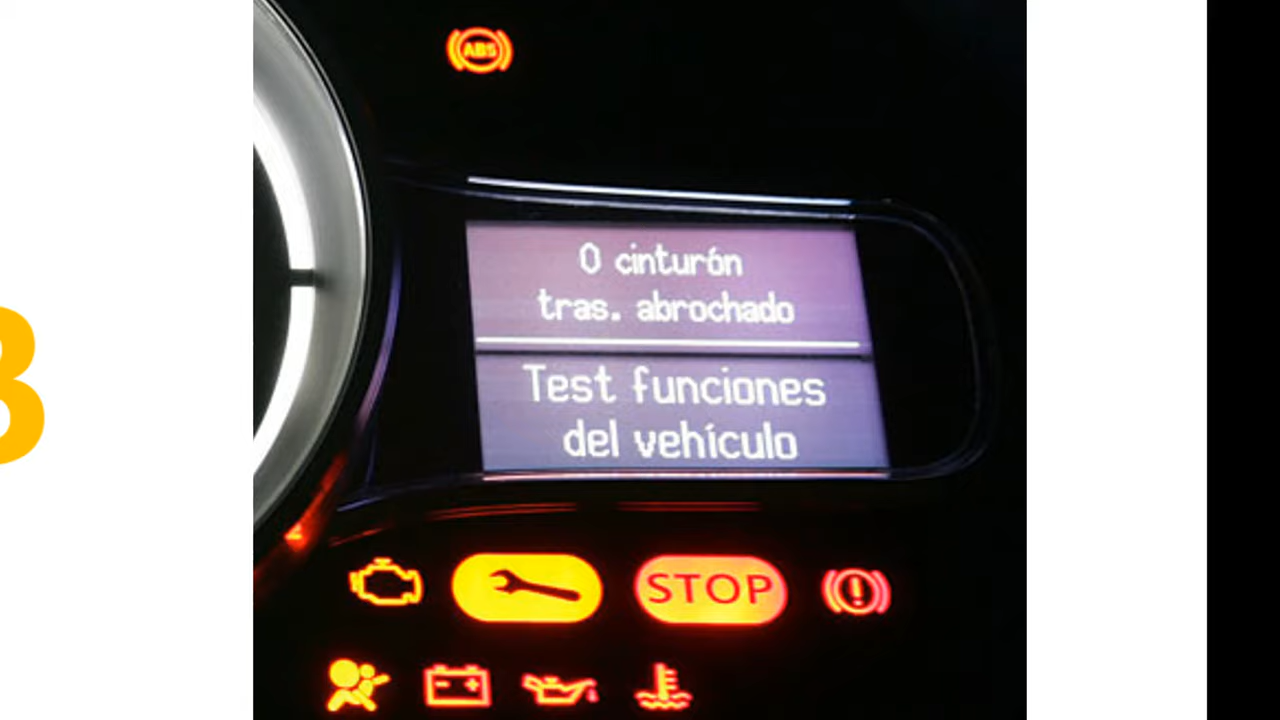 ABS
0 cinturón
tras. abrochado
Test funciones
del vehículo
STOP